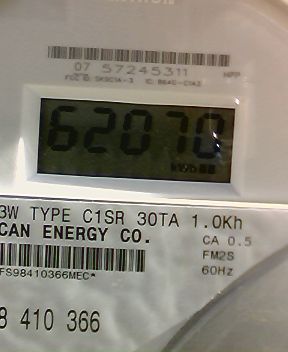 07 57245311
62070
3W TYPE C1SR 30TA 1.0Kh
CAN ENERGY CO.
CA 0.5
FM2S
60Hz
FS98410366MEC*
8 410 366